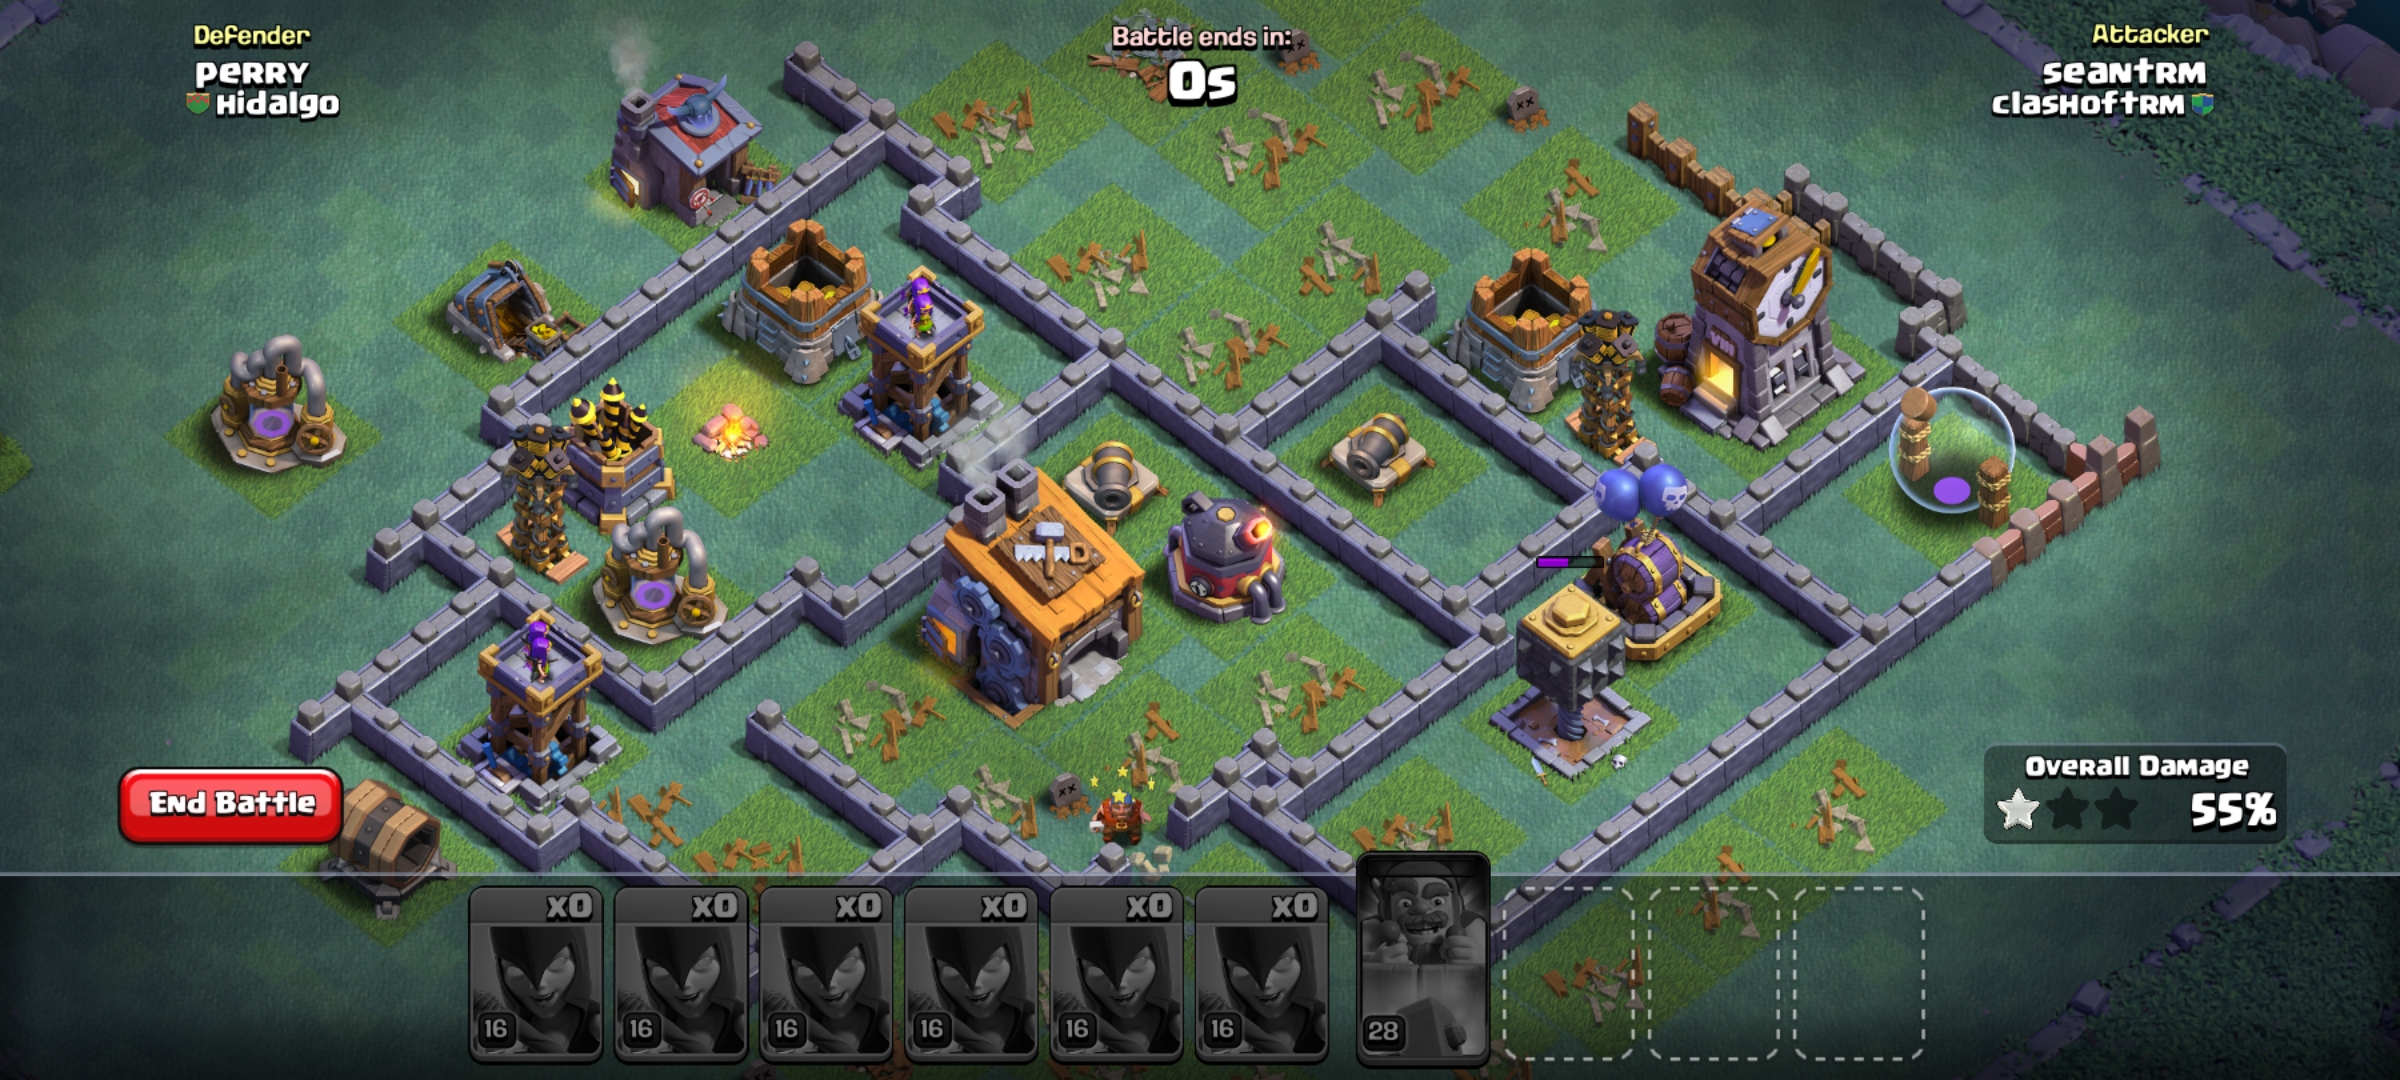 Defender
PERRY
Hidalgo
Battle ends in:
0s
Attacker
seantRM
clashoftRM
VIII
End Battle
Overall Damage
55%
x0
x0
x0
x0
x0
x0
16
16
16
16
16
16
28